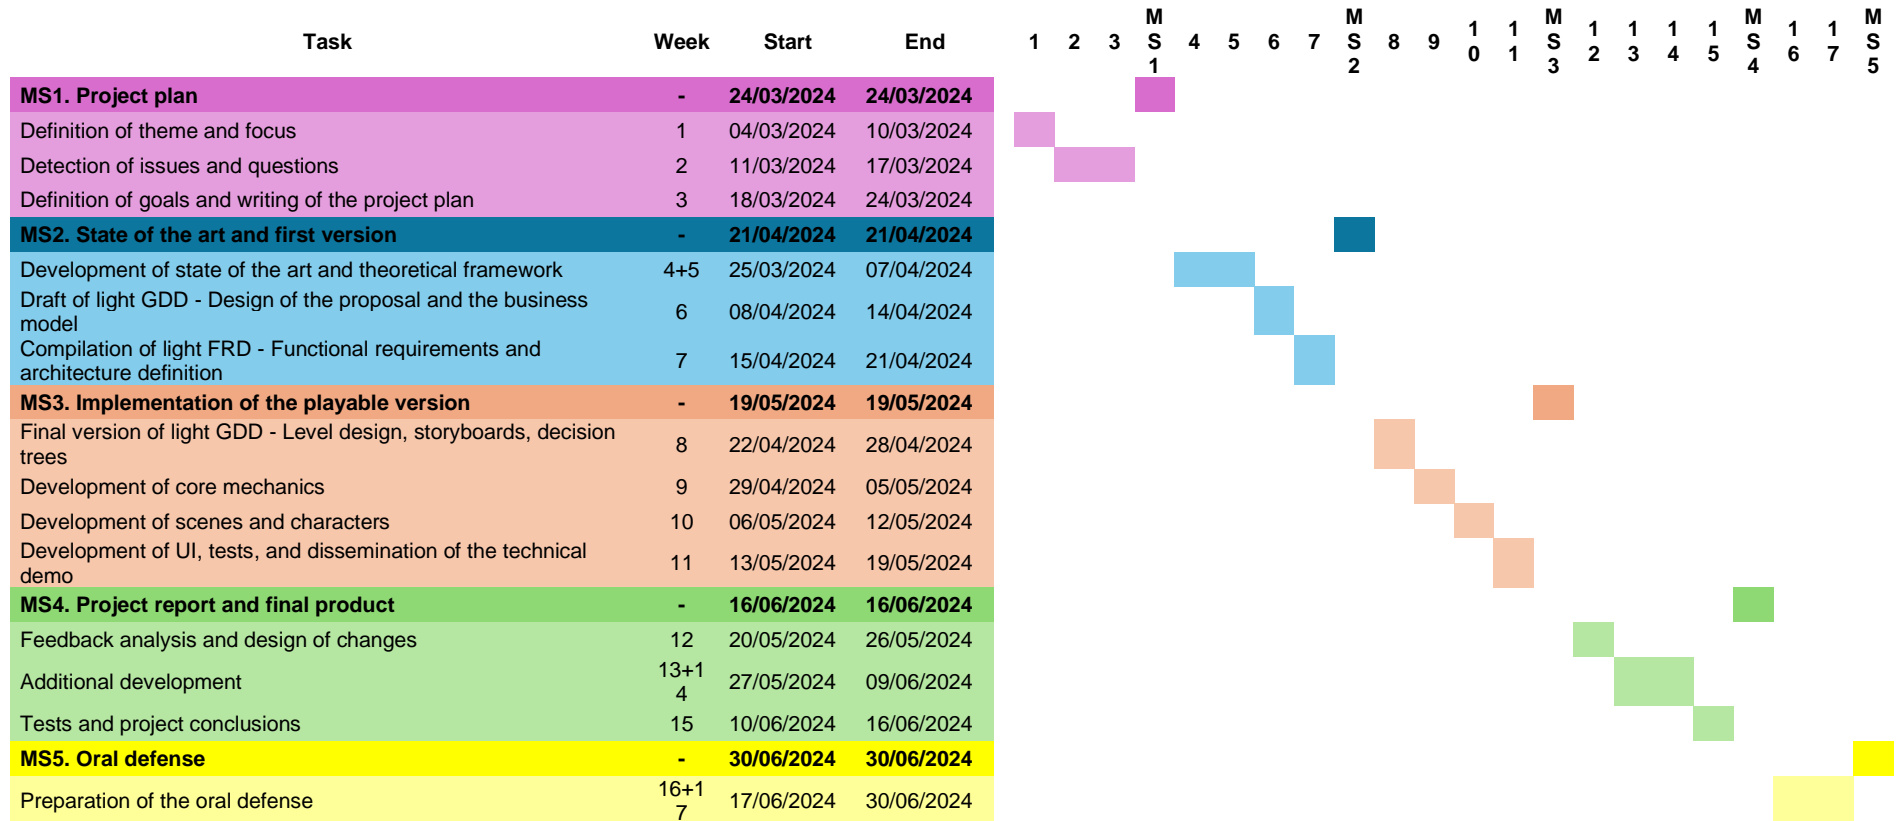 Task Week Start End 1 2 3 MS1 4 5 6 7 MS2 8 9 10 11 MS3 12 13 14 15 MS4 16 17 MS5
MS1. Project plan - 24/03/2024 24/03/2024
Definition of theme and focus 1 04/03/2024 10/03/2024
Detection of issues and questions 2 11/03/2024 17/03/2024
Definition of goals and writing of the project plan 3 18/03/2024 24/03/2024
MS2. State of the art and first version - 21/04/2024 21/04/2024
Development of state of the art and theoretical framework 4+5 25/03/2024 07/04/2024
Draft of light GDD - Design of the proposal and the business
model 6 08/04/2024 14/04/2024
Compilation of light FRD - Functional requirements and
architecture definition 7 15/04/2024 21/04/2024
MS3. Implementation of the playable version - 19/05/2024 19/05/2024
Final version of light GDD - Level design, storyboards, decision
trees 8 22/04/2024 28/04/2024
Development of core mechanics 9 29/04/2024 05/05/2024
Development of scenes and characters 10 06/05/2024 12/05/2024
Development of UI, tests, and dissemination of the technical
demo 11 13/05/2024 19/05/2024
MS4. Project report and final product - 16/06/2024 16/06/2024
Feedback analysis and design of changes 12 20/05/2024 26/05/2024
Additional development 13+14 27/05/2024 09/06/2024
Tests and project conclusions 15 10/06/2024 16/06/2024
MS5. Oral defense - 30/06/2024 30/06/2024
Preparation of the oral defense 16+17 17/06/2024 30/06/2024